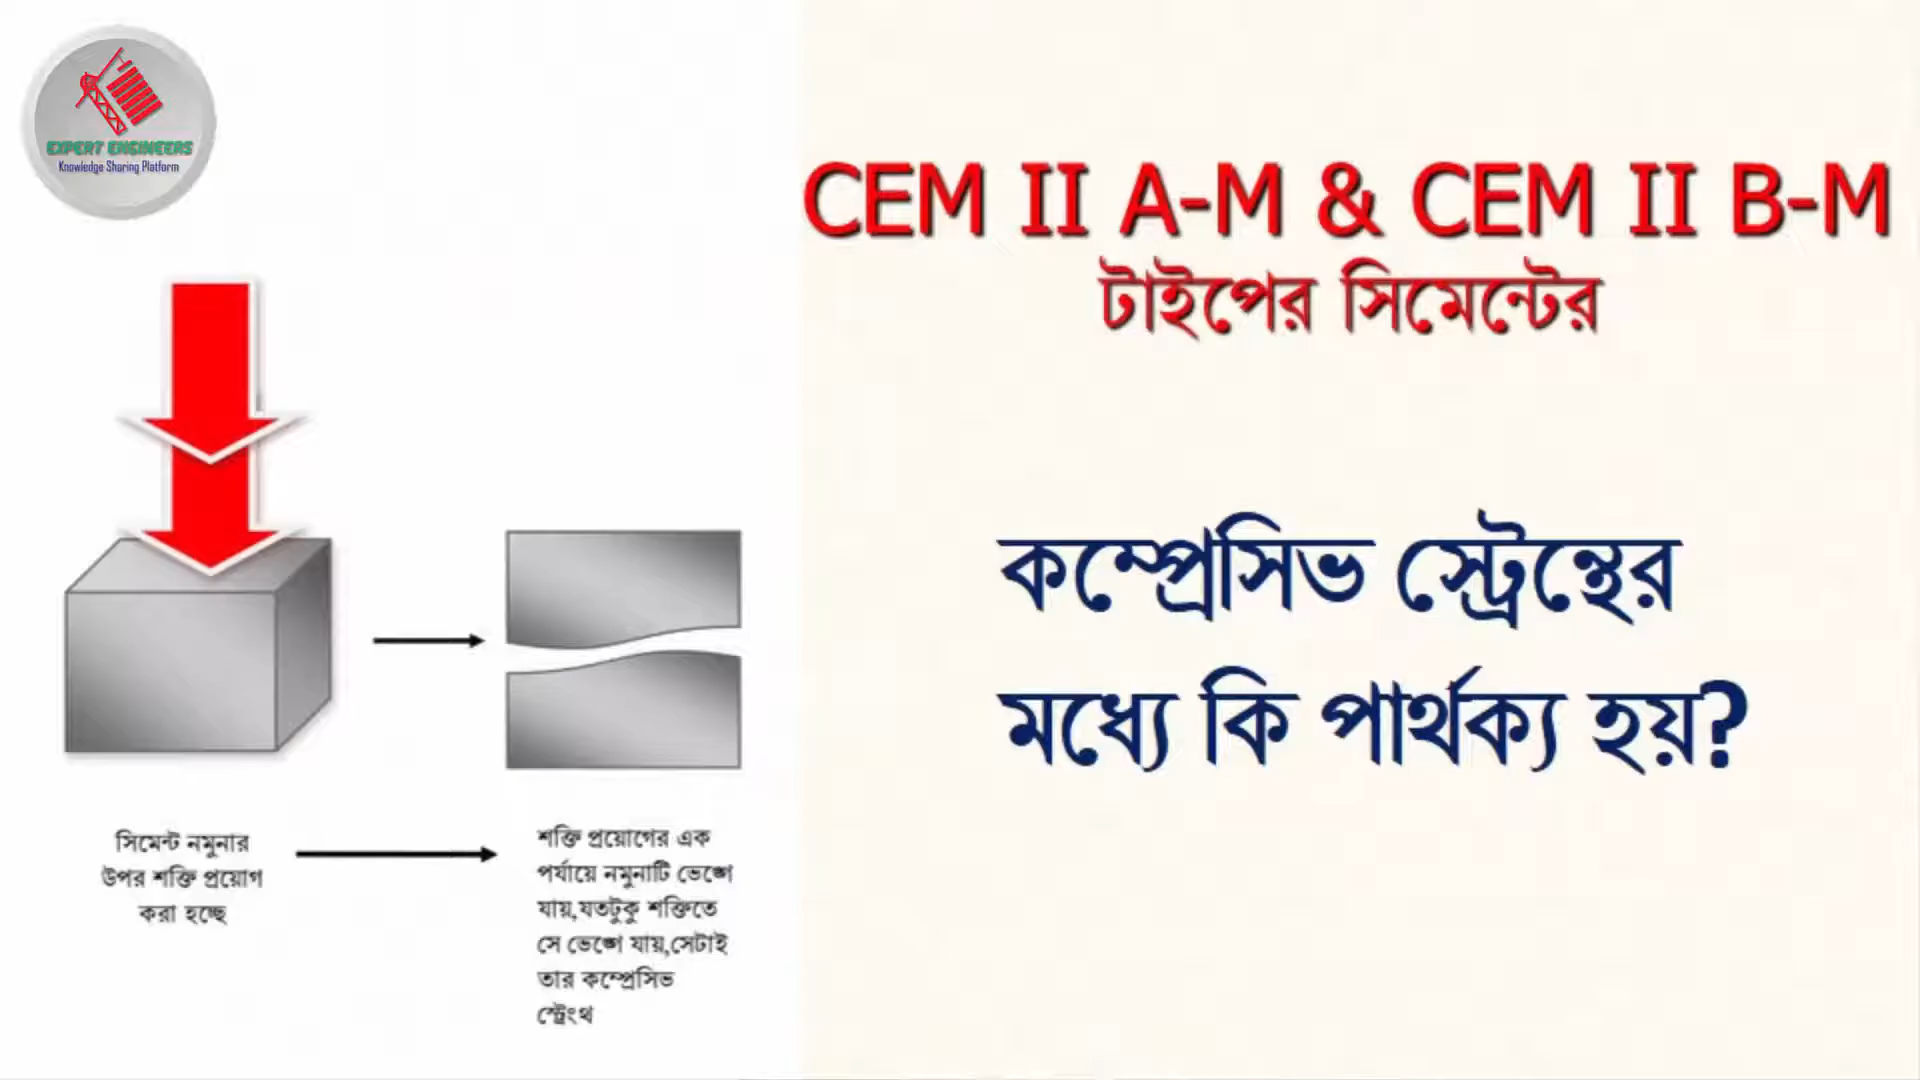 EXPERT ENGINEERS
Knowledge Sharing Platform
CEM II A-M & CEM II B-M
টাইপের সিমেন্টের
কম্প্রেসিভ স্ট্রেন্থের
মধ্যে কি পার্থক্য হয়?
সিমেন্ট নমুনার
উপর শক্তি প্রয়োগ
করা হচ্ছে
শক্তি প্রয়োগের এক
পর্যায়ে নমুনাটি ভেঙ্গে
যায়,যতটুকু শক্তিতে
সে ভেঙ্গে যায়,সেটাই
তার কম্প্রেসিভ
স্ট্রেংথ